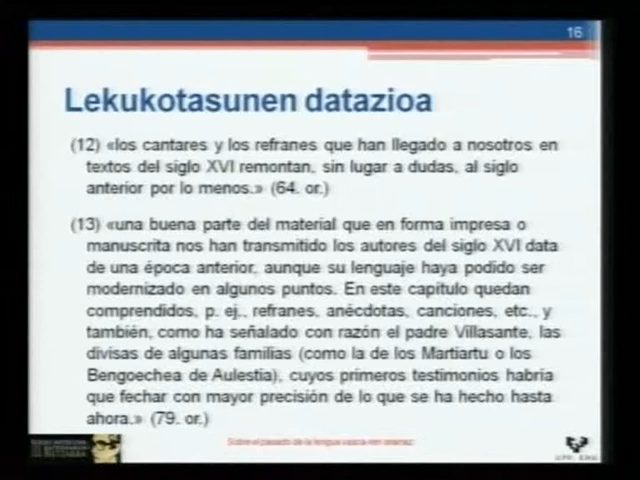 16
Lekukotasunen datazioa
(12) «los cantares y los refranes que han llegado a nosotros en
textos del siglo XVI remontan, sin lugar a dudas, al siglo
anterior por lo menos.» (64. or.)
(13) «una buena parte del material que en forma impresa o
manuscrita nos han transmitido los autores del siglo XVI data
de una época anterior, aunque su lenguaje haya podido ser
modernizado en algunos puntos. En este capítulo quedan
comprendidos, p. ej., refranes, anécdotas, canciones, etc., y
también, como ha señalado con razón el padre Villasante, las
divisas de algunas familias (como la de los Martiartu o los
Bengoechea de Aulestia), cuyos primeros testimonios habría
que fechar con mayor precisión de lo que se ha hecho hasta
ahora.» (79. or.)
Sobre el pasado de la lengua vasca-ren